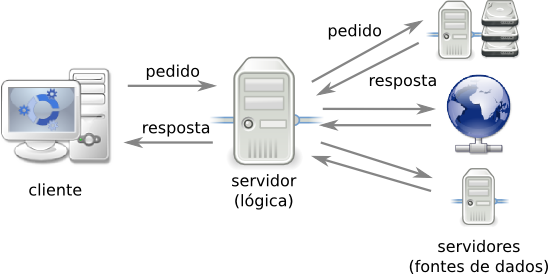 pedido
resposta
cliente
servidor
(lógica)
pedido
resposta
servidores
(fontes de dados)